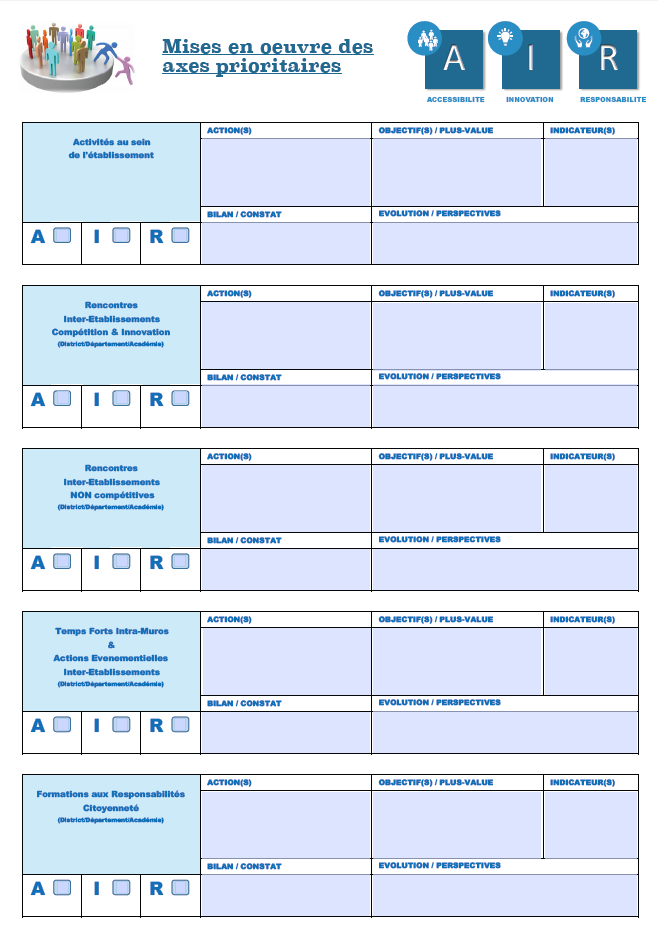 Mises en oeuvre des
axes prioritaires
A I R
ACCESSIBILITE INNOVATION RESPONSABILITE
Activités au sein
de l'établissement
ACTION(S) OBJECTIF(S) / PLUS-VALUE INDICATEUR(S)
BILAN / CONSTAT EVOLUTION / PERSPECTIVES
A I R
Rencontres
Inter-Etablissements
Compétition & Innovation
(District/Département/Académie)
ACTION(S) OBJECTIF(S) / PLUS-VALUE INDICATEUR(S)
BILAN / CONSTAT EVOLUTION / PERSPECTIVES
A I R
Rencontres
Inter-Etablissements
NON compétitives
(District/Département/Académie)
ACTION(S) OBJECTIF(S) / PLUS-VALUE INDICATEUR(S)
BILAN / CONSTAT EVOLUTION / PERSPECTIVES
A I R
Temps Forts Intra-Muros
&
Actions Evenementielles
Inter-Etablissements
(District/Département/Académie)
ACTION(S) OBJECTIF(S) / PLUS-VALUE INDICATEUR(S)
BILAN / CONSTAT EVOLUTION / PERSPECTIVES
A I R
Formations aux Responsabilités
Citoyenneté
(District/Département/Académie)
ACTION(S) OBJECTIF(S) / PLUS-VALUE INDICATEUR(S)
BILAN / CONSTAT EVOLUTION / PERSPECTIVES
A I R